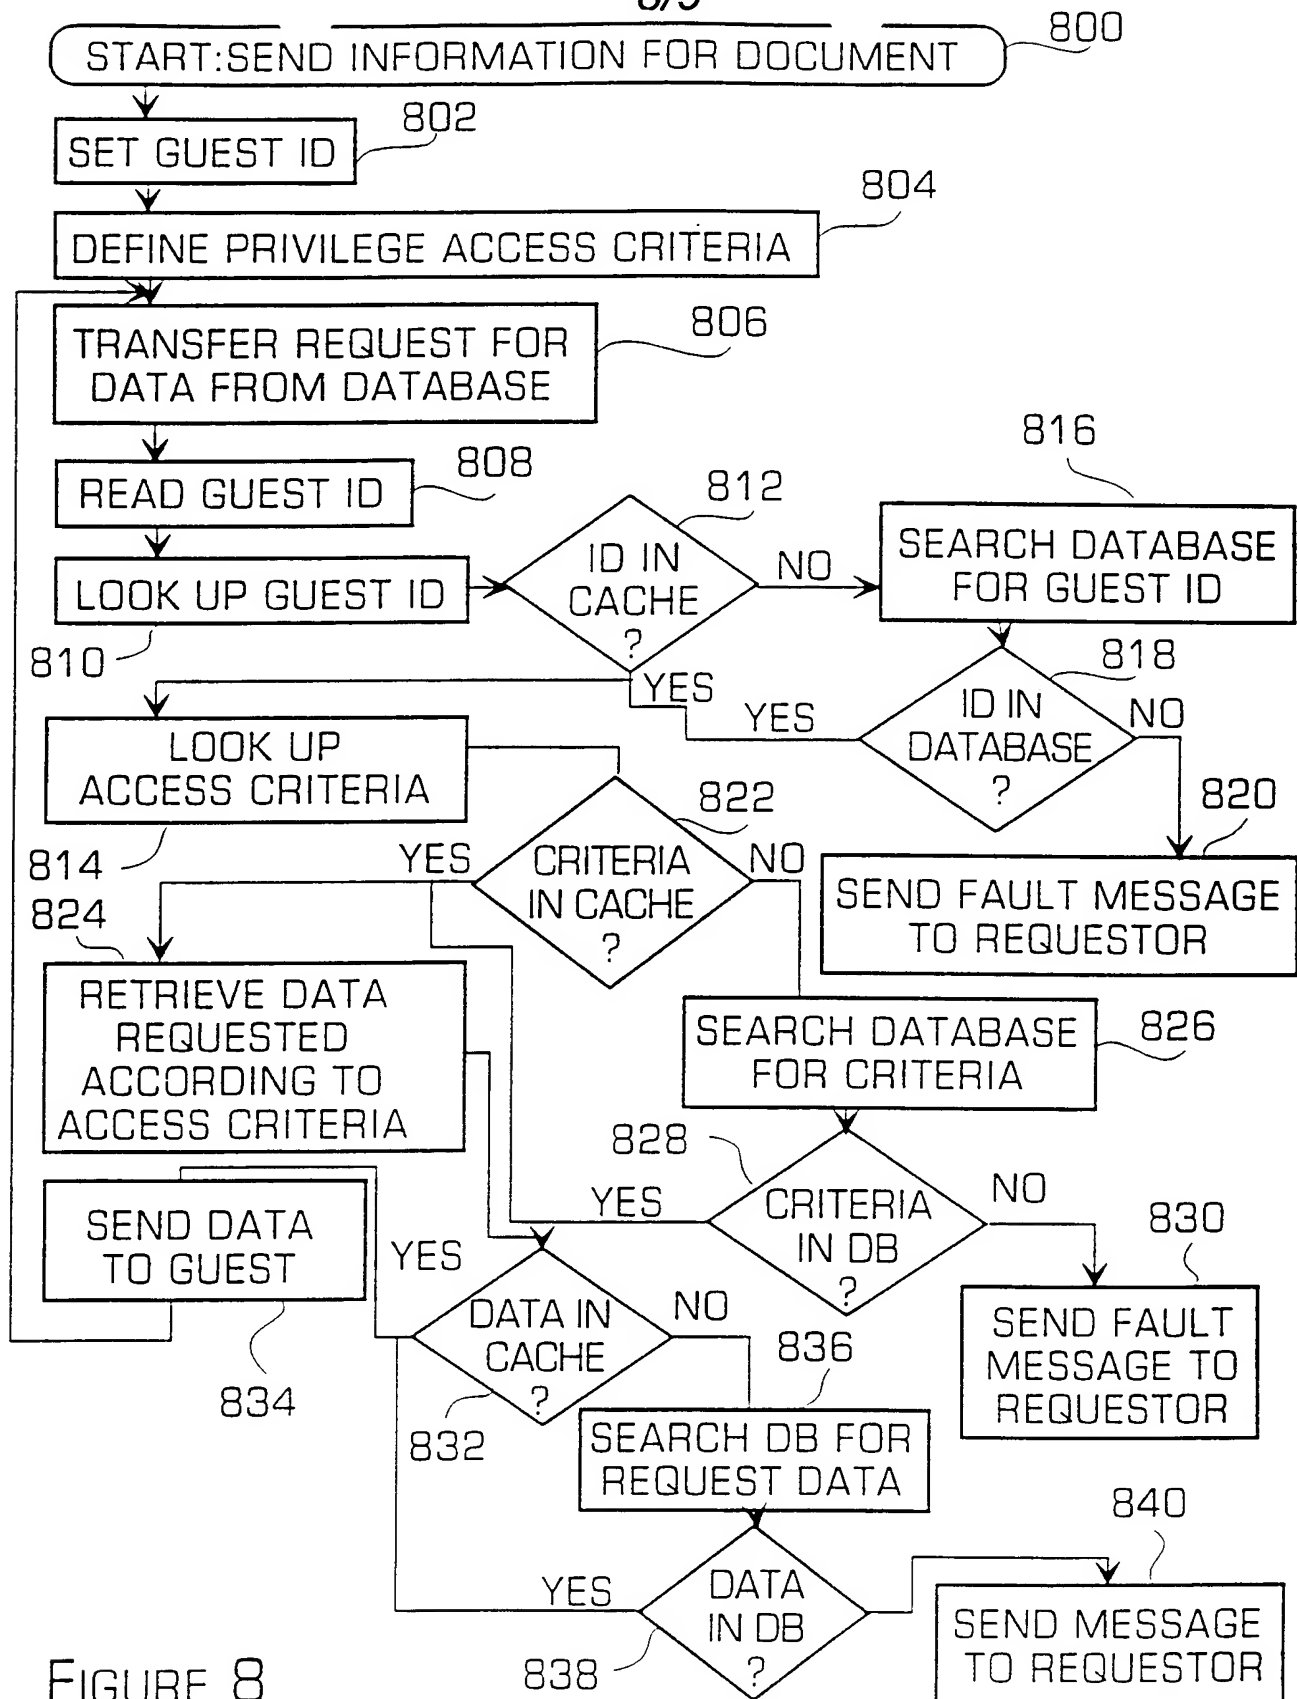 8/9
START:SEND INFORMATION FOR DOCUMENT
800
SET GUEST ID
802
DEFINE PRIVILEGE ACCESS CRITERIA
804
TRANSFER REQUEST FOR
DATA FROM DATABASE
806
READ GUEST ID
808
LOOK UP GUEST ID
810
ID IN
CACHE
?
812
NO
YES
SEARCH DATABASE
FOR GUEST ID
816
ID IN
DATABASE
?
818
YES
NO
SEND FAULT MESSAGE
TO REQUESTOR
820
LOOK UP
ACCESS CRITERIA
814
CRITERIA
IN CACHE
?
822
YES
NO
RETRIEVE DATA
REQUESTED
ACCORDING TO
ACCESS CRITERIA
824
SEARCH DATABASE
FOR CRITERIA
826
CRITERIA
IN DB
?
828
YES
NO
SEND FAULT
MESSAGE TO
REQUESTOR
830
SEND DATA
TO GUEST
834
DATA IN
CACHE
?
832
YES
NO
SEARCH DB FOR
REQUEST DATA
836
DATA
IN DB
?
838
YES
SEND MESSAGE
TO REQUESTOR
840
FIGURE 8